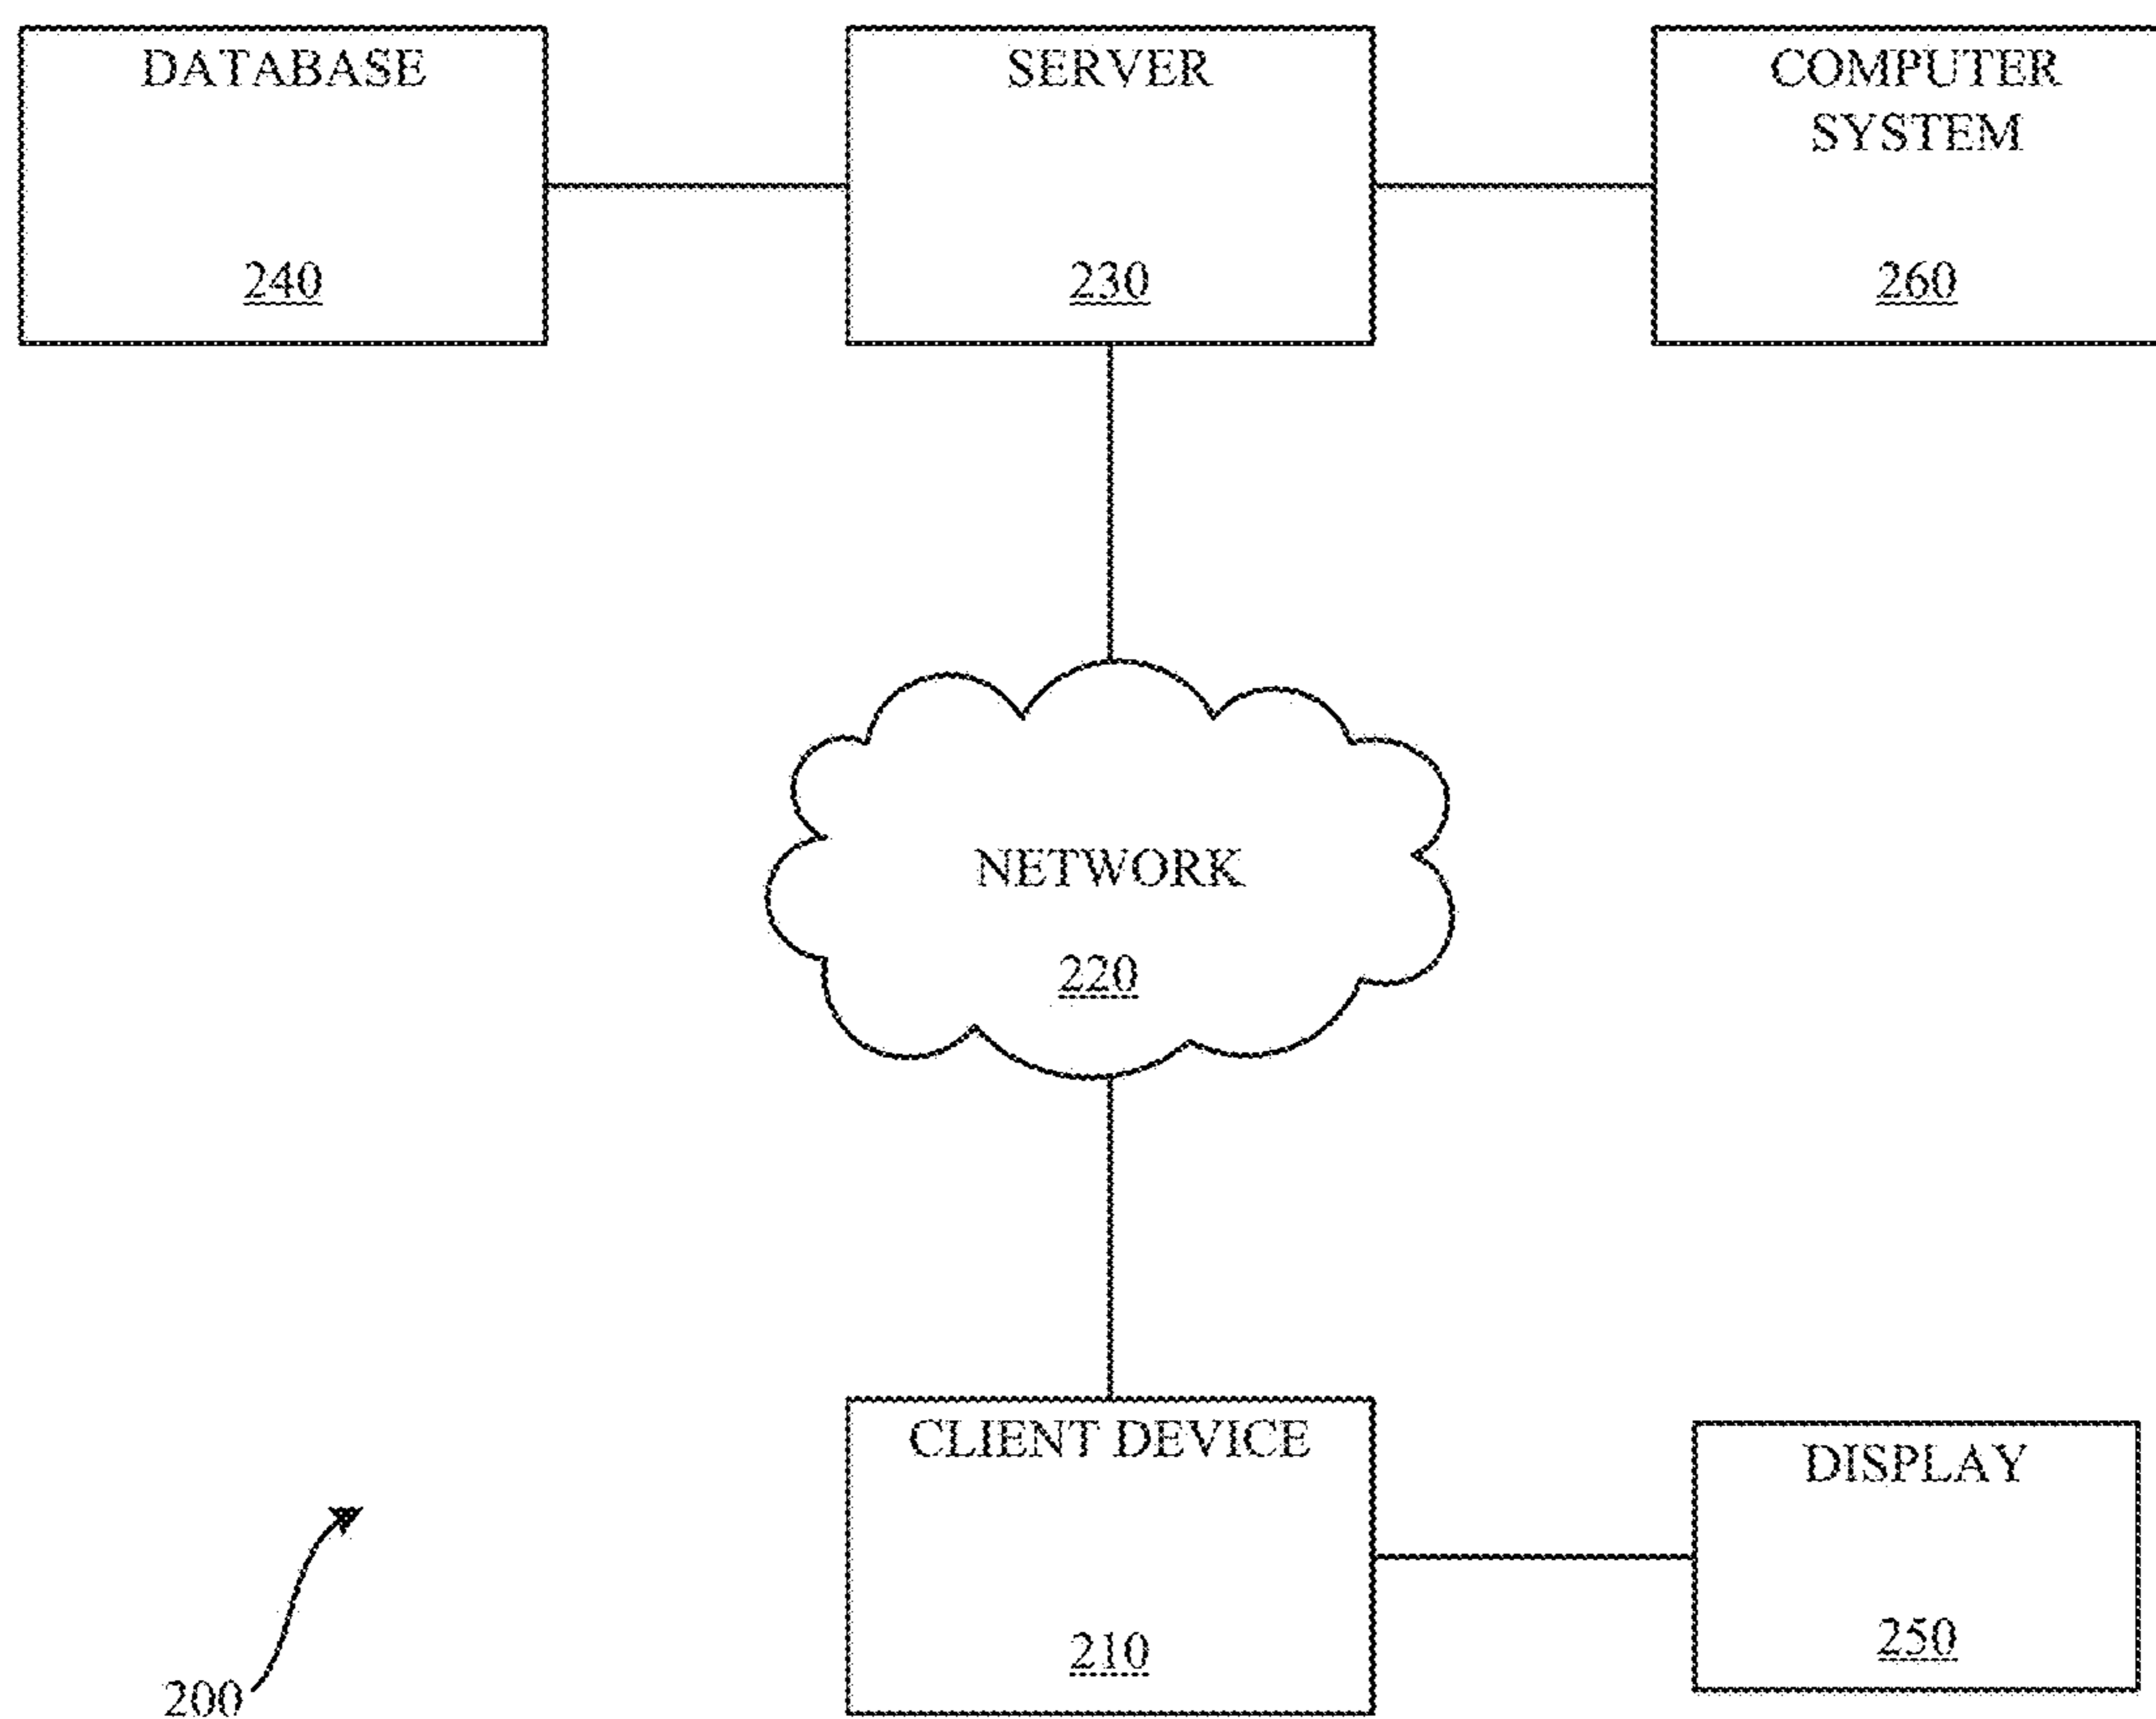 DATABASE
240
SERVER
230
COMPUTER
SYSTEM
260
NETWORK
220
CLIENT DEVICE
210
DISPLAY
250
200